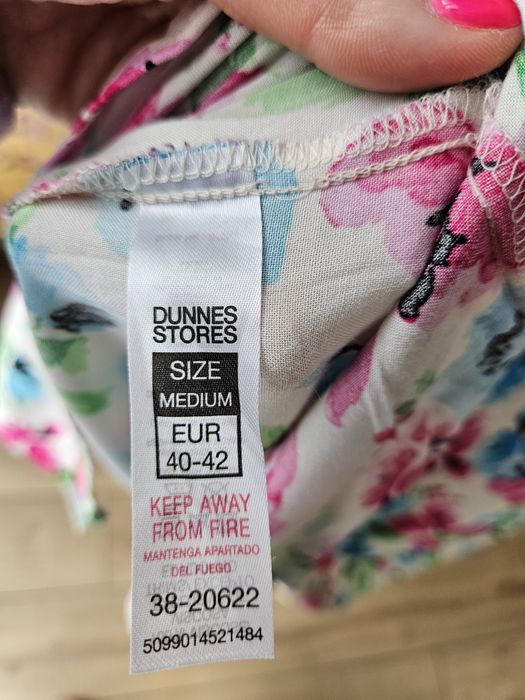 DUNNES
STORES
SIZE
MEDIUM
EUR
40-42
KEEP AWAY
FROM FIRE
MANTENGA APARTADO
DEL FUEGO
38-20622
5099014521484